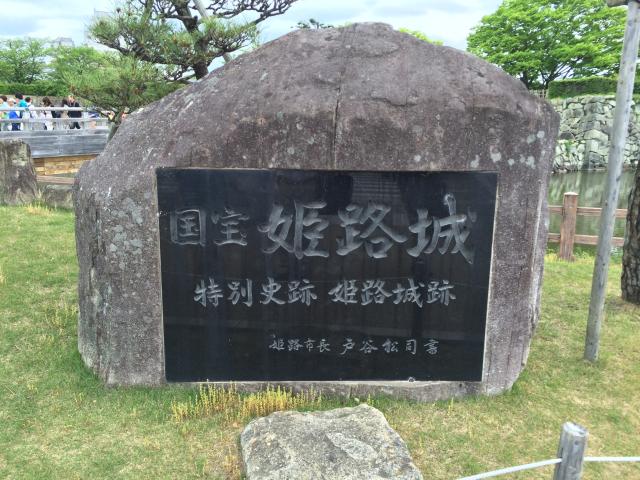 国宝 姫路城
特別史跡 姫路城跡
姫路市長 戸谷松司書